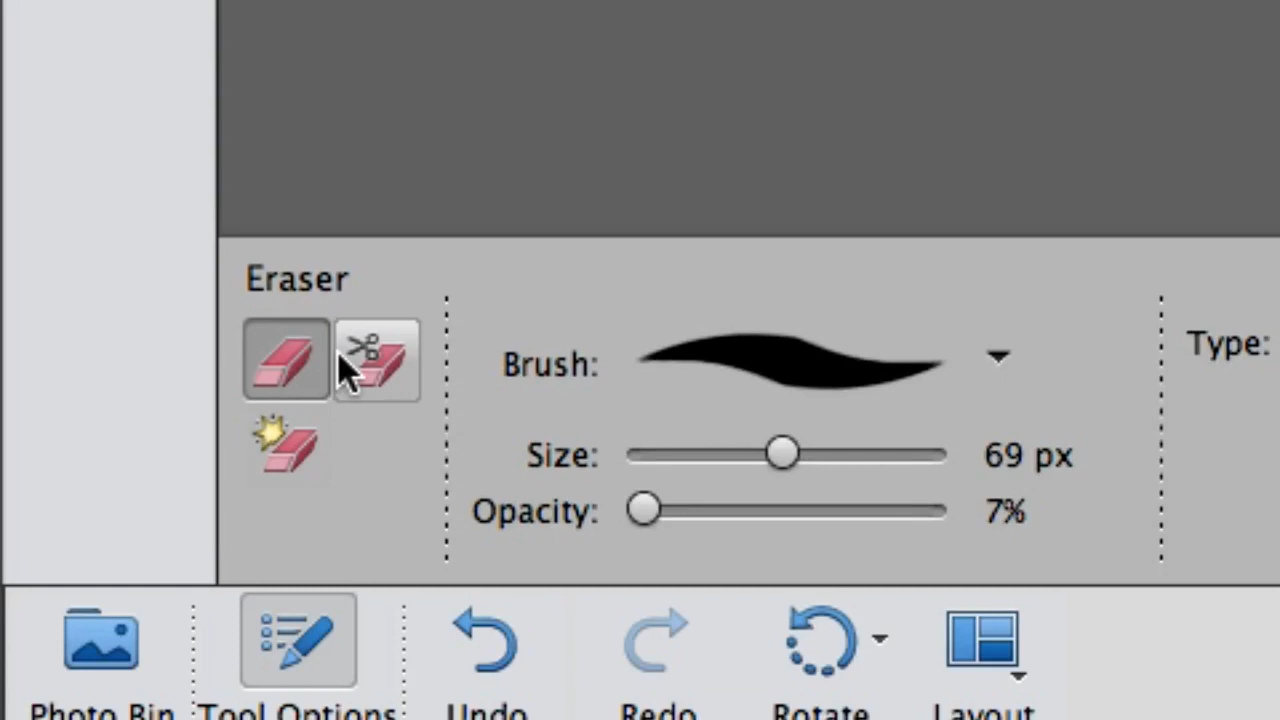 Eraser
Brush:
Type:
Size:
69 px
Opacity:
7%
Photo Bin
Tool Options
Undo
Redo
Rotate
Layout